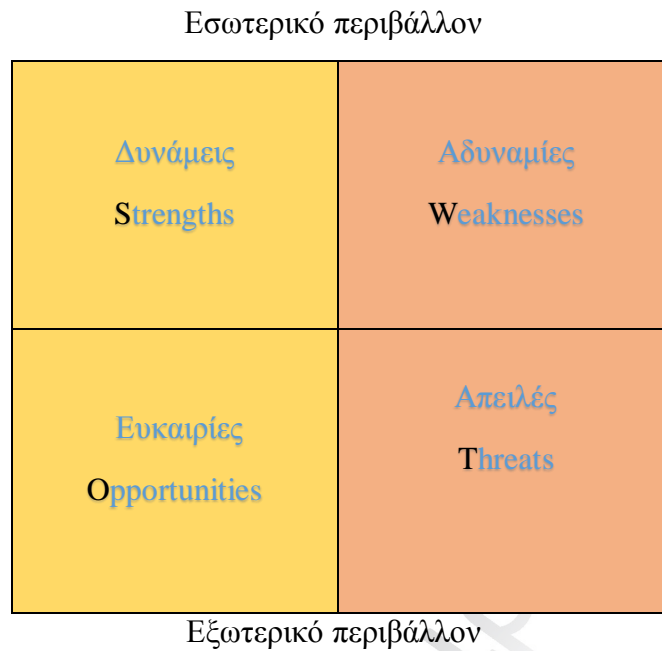 Εσωτερικό περιβάλλον
Δυνάμεις
Strengths
Αδυναμίες
Weaknesses
Ευκαιρίες
Opportunities
Απειλές
Threats
Εξωτερικό περιβάλλον